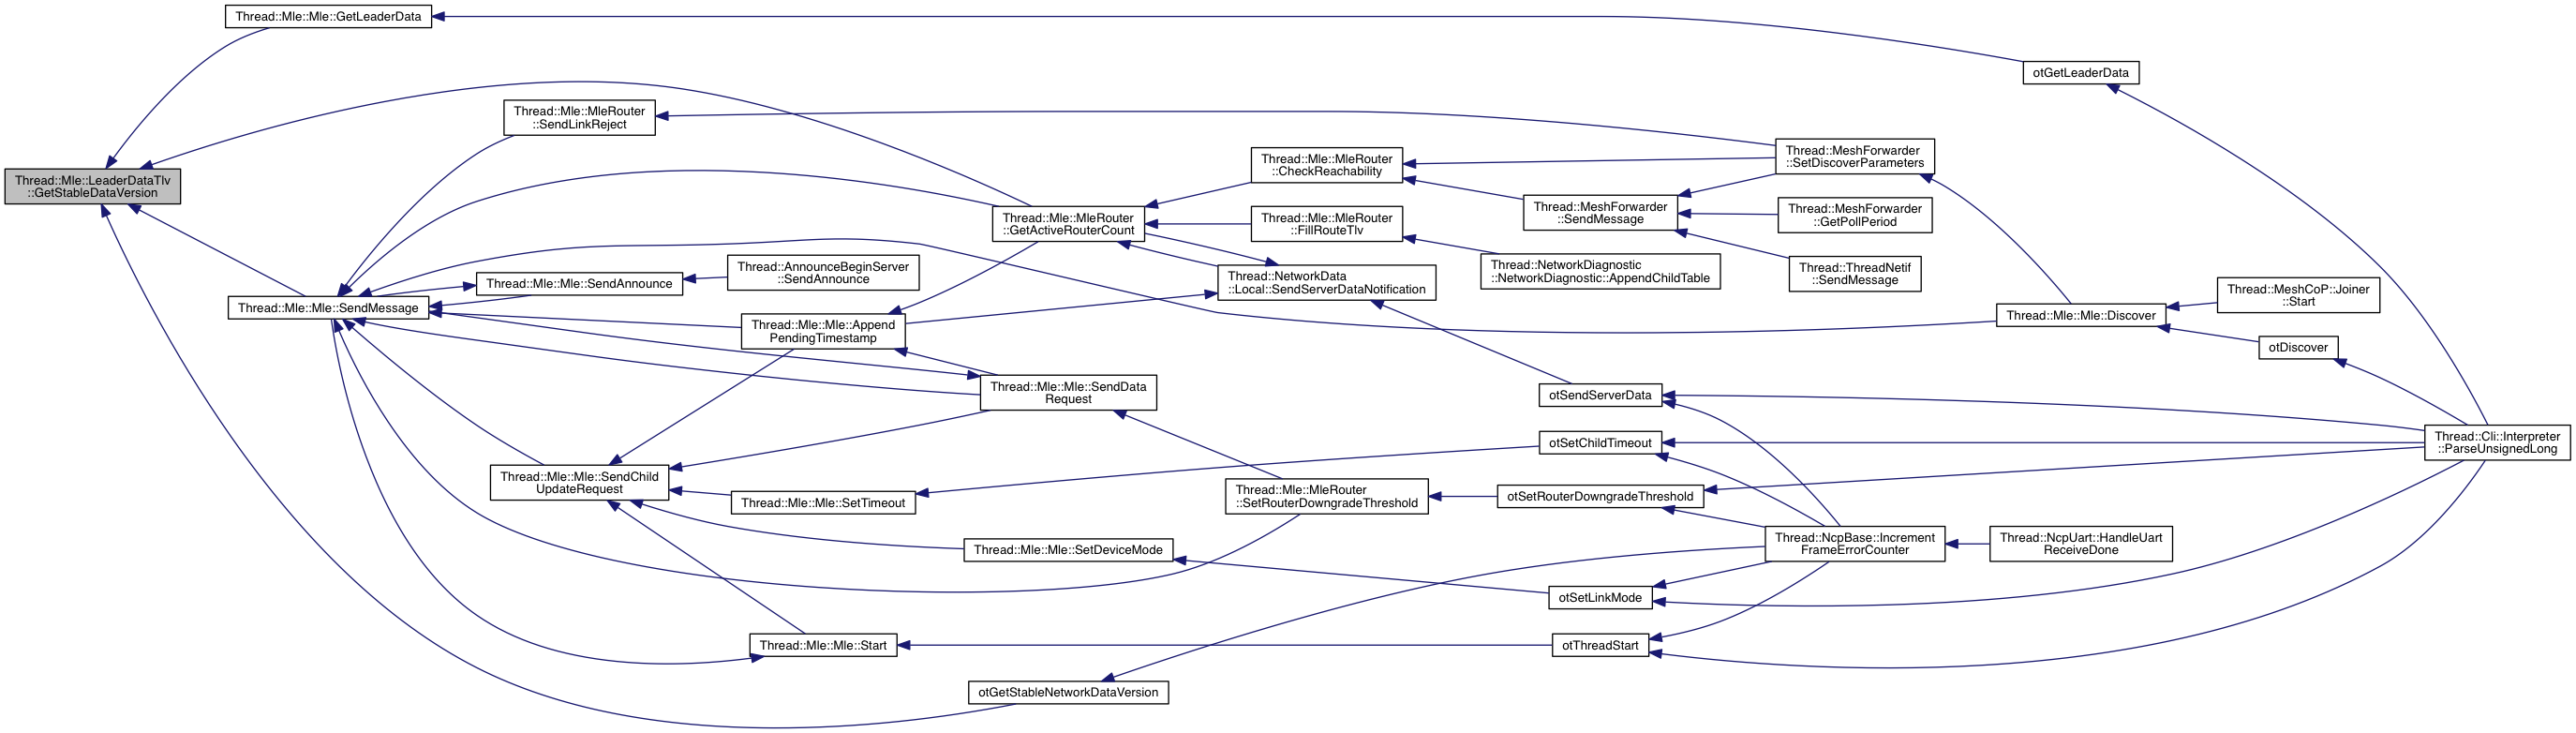 Thread::Mle::Mle::GetLeaderData
otGetLeaderData
Thread::Mle::MleRouter
::SendLinkReject
Thread::Mle::LeaderDataTlv
::GetStableDataVersion
Thread::Mle::MleRouter
::CheckReachability
Thread::MeshForwarder
::SetDiscoverParameters
Thread::Mle::MleRouter
::GetActiveRouterCount
Thread::Mle::MleRouter
::FillRouteTlv
Thread::MeshForwarder
::SendMessage
Thread::MeshForwarder
::GetPollPeriod
Thread::Mle::Mle::SendMessage
Thread::Mle::Mle::SendAnnounce
Thread::AnnounceBeginServer
::SendAnnounce
Thread::NetworkData
::Local::SendServerDataNotification
Thread::NetworkDiagnostic
::NetworkDiagnostic::AppendChildTable
Thread::ThreadNetif
::SendMessage
Thread::MeshCoP::Joiner
::Start
Thread::Mle::Mle::Discover
otDiscover
Thread::Mle::Mle::Append
PendingTimestamp
Thread::Mle::Mle::SendData
Request
otSendServerData
otSetChildTimeout
Thread::Cli::Interpreter
::ParseUnsignedLong
Thread::Mle::Mle::SendChild
UpdateRequest
Thread::Mle::Mle::SetTimeout
Thread::Mle::MleRouter
::SetRouterDowngradeThreshold
otSetRouterDowngradeThreshold
Thread::Mle::Mle::SetDeviceMode
Thread::NcpBase::Increment
FrameErrorCounter
Thread::NcpUart::HandleUart
ReceiveDone
otSetLinkMode
Thread::Mle::Mle::Start
otThreadStart
otGetStableNetworkDataVersion